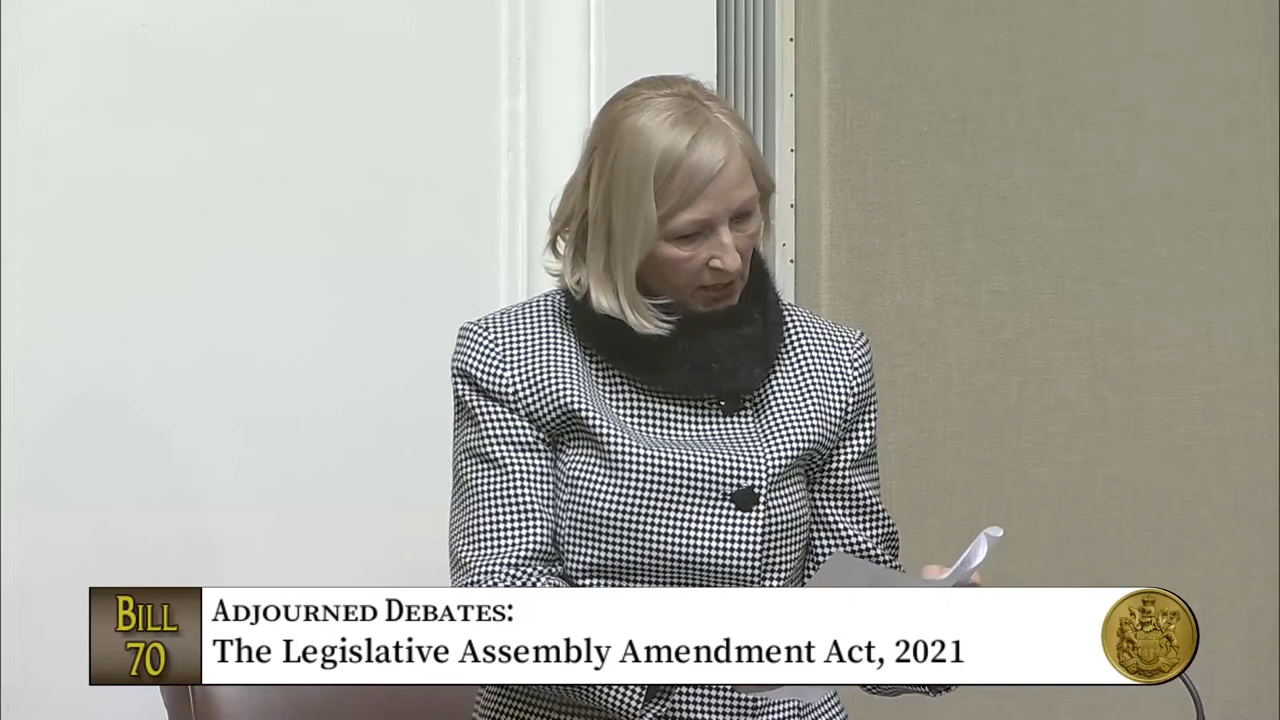 BILL
70
ADJOURNED DEBATES:
The Legislative Assembly Amendment Act, 2021